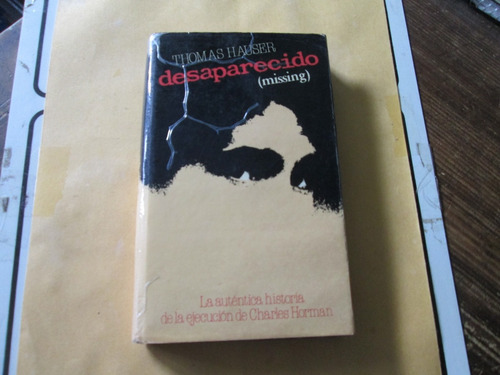 THOMAS HAUSER
desaparecido
(missing)
La auténtica historia
de la ejecución de Charles Horman